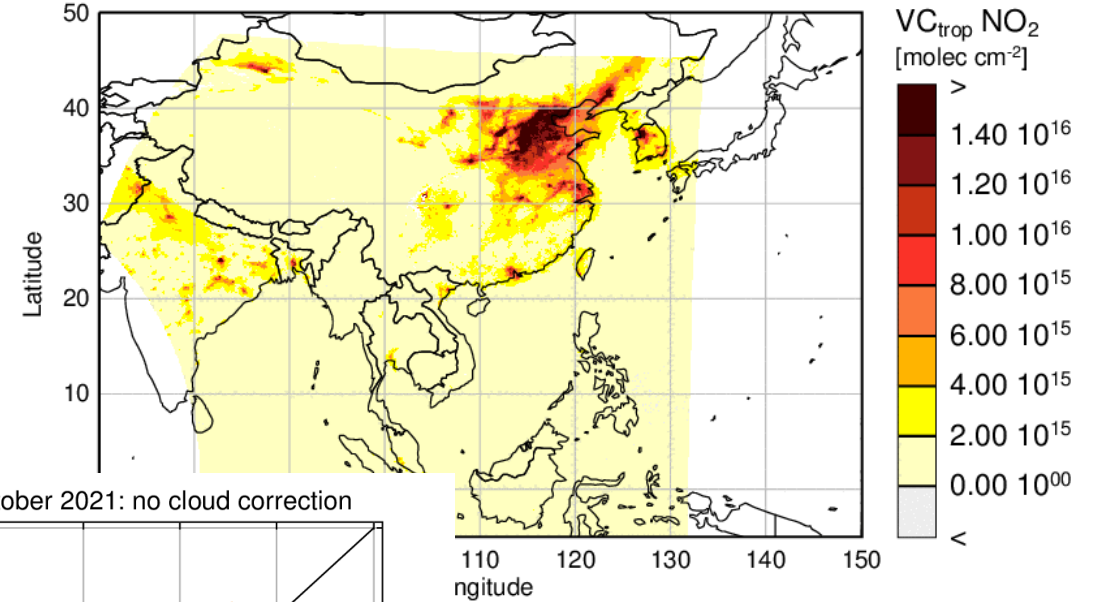 50
40
30
20
10
Latitude
110 120 130 140 150
ngitude
VCtrop NO2
[molec cm-2]
>
1.40 10^16
1.20 10^16
1.00 10^16
8.00 10^15
6.00 10^15
4.00 10^15
2.00 10^15
0.00 10^00
<
tober 2021: no cloud correction